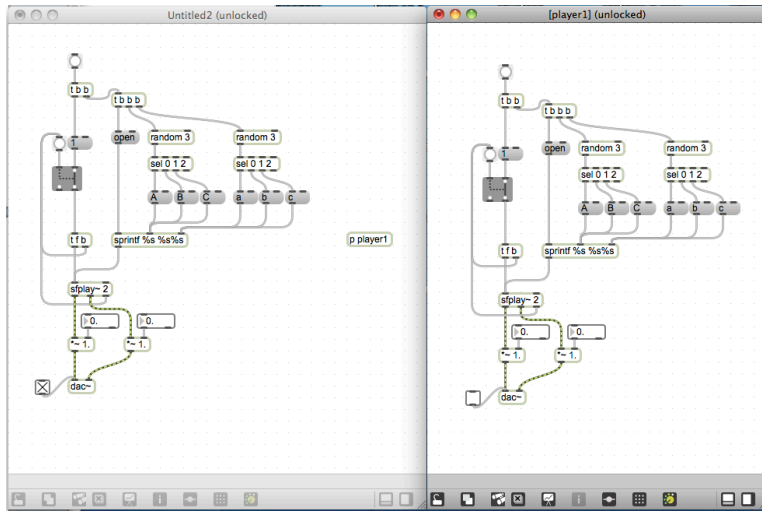 Untitled2 (unlocked)
t b b
t b b b
1
open
random 3
random 3
sel 0 1 2
sel 0 1 2
A
B
C
a
b
c
t f b
sprintf %s %s%s
p player1
sfplay~ 2
0.
0.
*~ 1.
*~ 1.
dac~
[player1] (unlocked)
t b b
t b b b
1
open
random 3
random 3
sel 0 1 2
sel 0 1 2
A
B
C
a
b
c
t f b
sprintf %s %s%s
sfplay~ 2
0.
0.
*~ 1.
*~ 1.
dac~